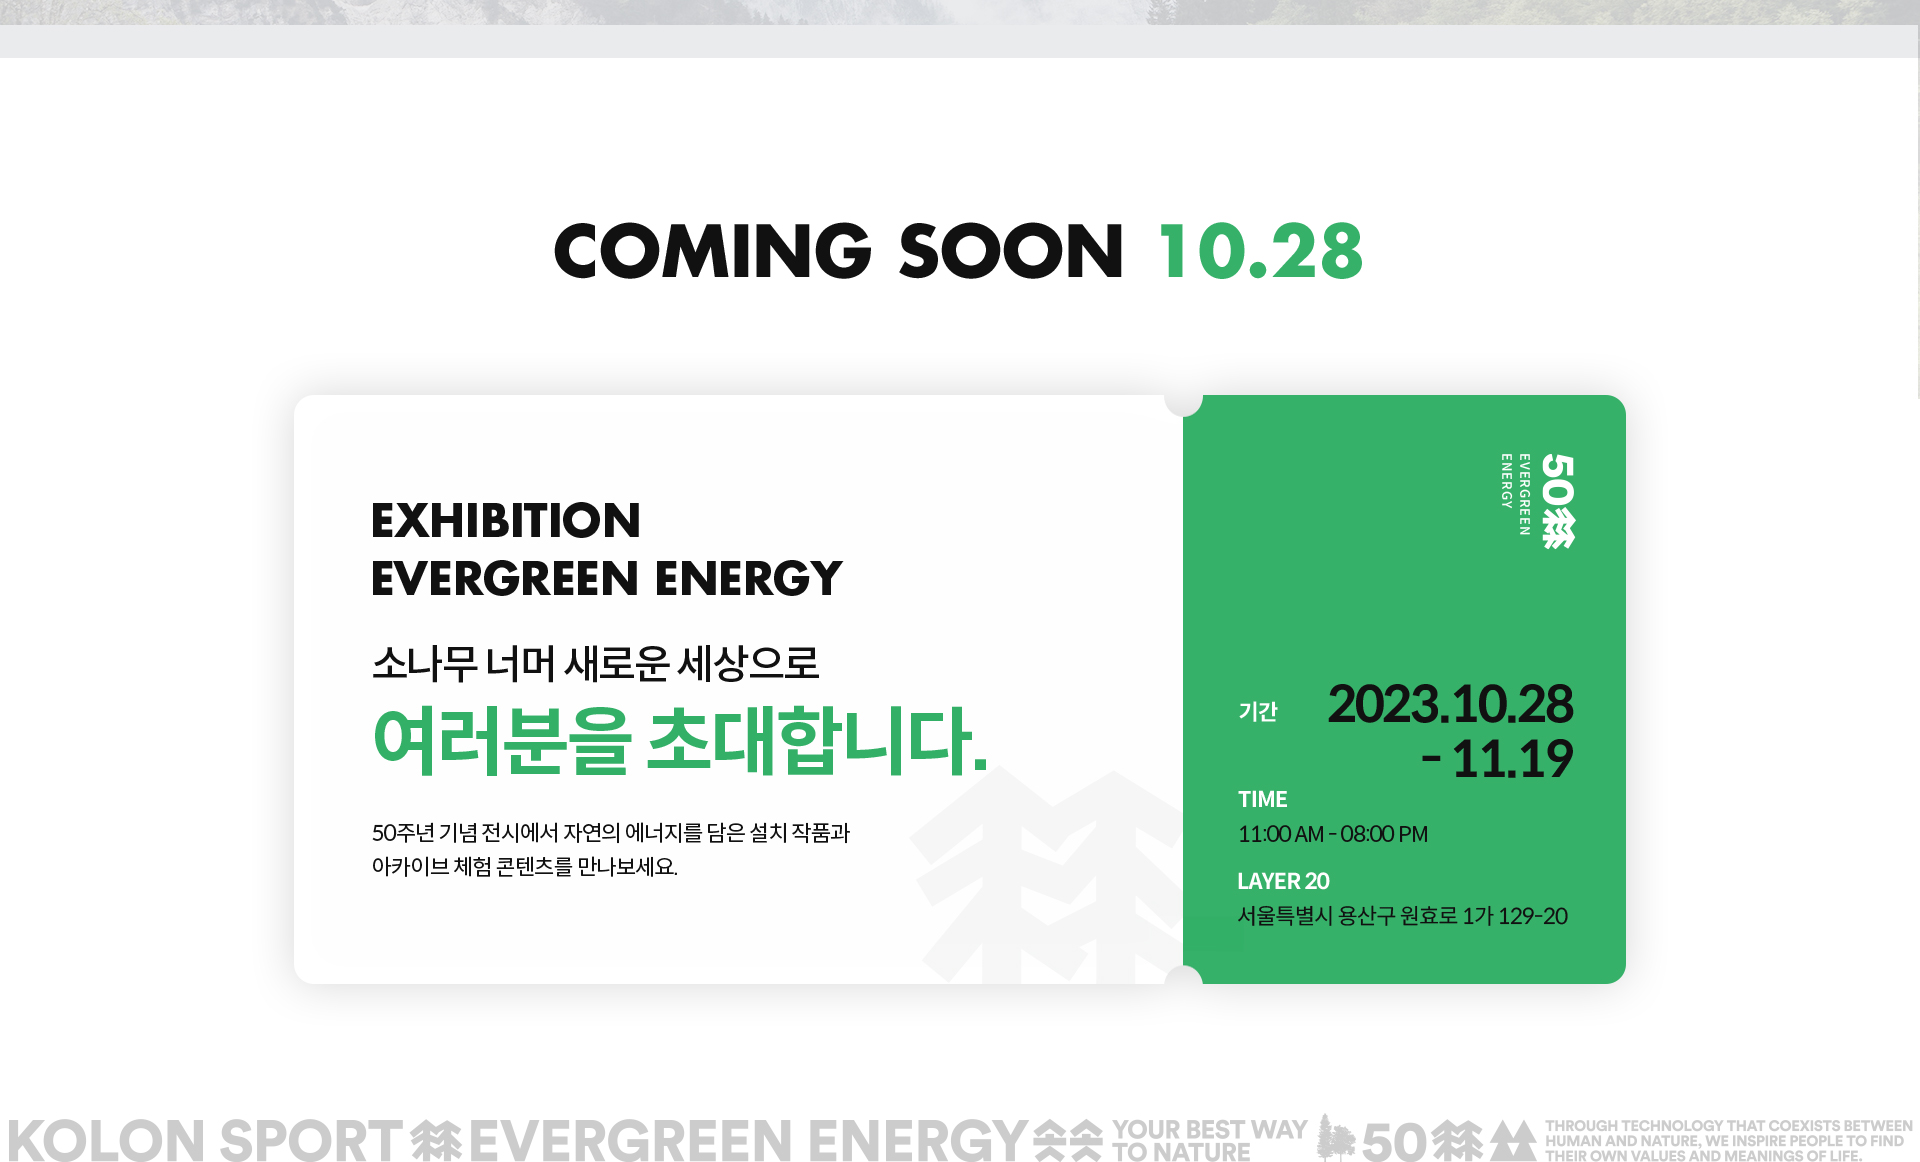 COMING SOON 10.28
EXHIBITION
EVERGREEN ENERGY
소나무 너머 새로운 세상으로
여러분을 초대합니다.
50주년 기념 전시에서 자연의 에너지를 담은 설치 작품과
아카이브 체험 콘텐츠를 만나보세요.
50
EVERGREEN
ENERGY
기간 2023.10.28
- 11.19
TIME
11:00 AM - 08:00 PM
LAYER 20
서울특별시 용산구 원효로 1가 129-20
KOLON SPORT EVERGREEN ENERGY
YOUR BEST WAY
TO NATURE
50
THROUGH TECHNOLOGY THAT COEXISTS BETWEEN
HUMAN AND NATURE, WE INSPIRE PEOPLE TO FIND
THEIR OWN VALUES AND MEANINGS OF LIFE.